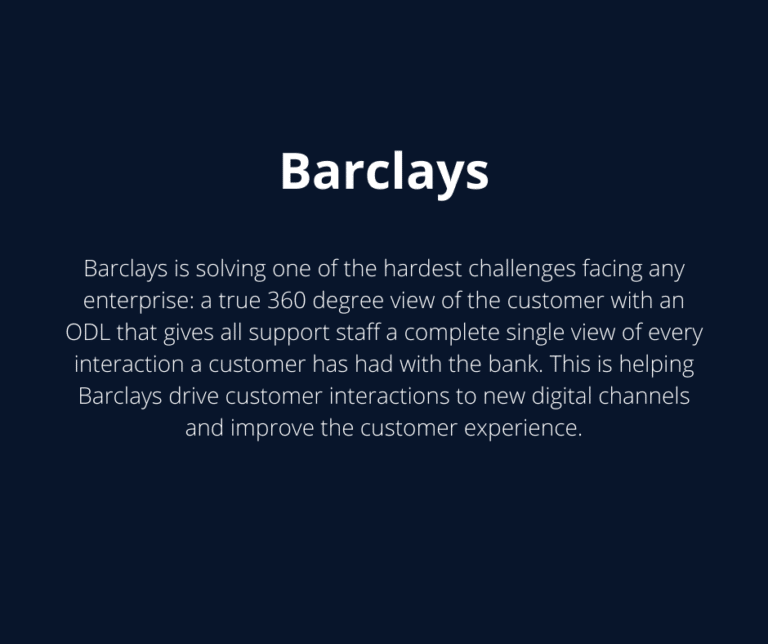 Barclays
Barclays is solving one of the hardest challenges facing any
enterprise: a true 360 degree view of the customer with an
ODL that gives all support staff a complete single view of every
interaction a customer has had with the bank. This is helping
Barclays drive customer interactions to new digital channels
and improve the customer experience.